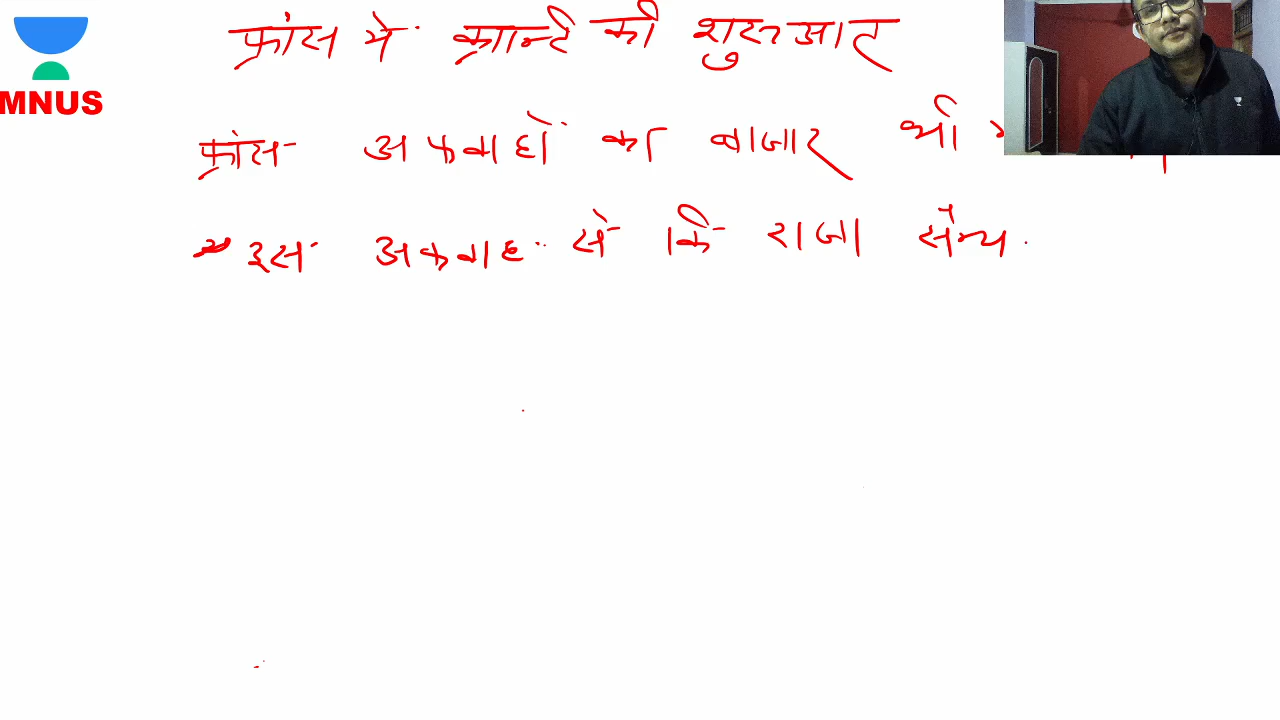 फ्रांस में क्रान्ति की शुरुआत
MNUS
फ्रांस अफवाहों का बाजार भी
इस अफवाह से कि राजा सैन्य